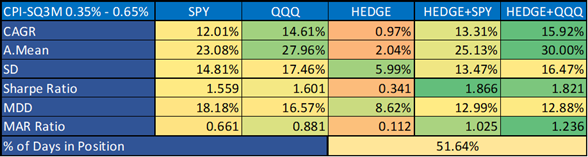 CPI-SQ3M 0.35% - 0.65% SPY QQQ HEDGE HEDGE+SPY HEDGE+QQQ
CAGR 12.01% 14.61% 0.97% 13.31% 15.92%
A.Mean 23.08% 27.96% 2.04% 25.13% 30.00%
SD 14.81% 17.46% 5.99% 13.47% 16.47%
Sharpe Ratio 1.559 1.601 0.341 1.866 1.821
MDD 18.18% 16.57% 8.62% 12.99% 12.88%
MAR Ratio 0.661 0.881 0.112 1.025 1.236
% of Days in Position 51.64%